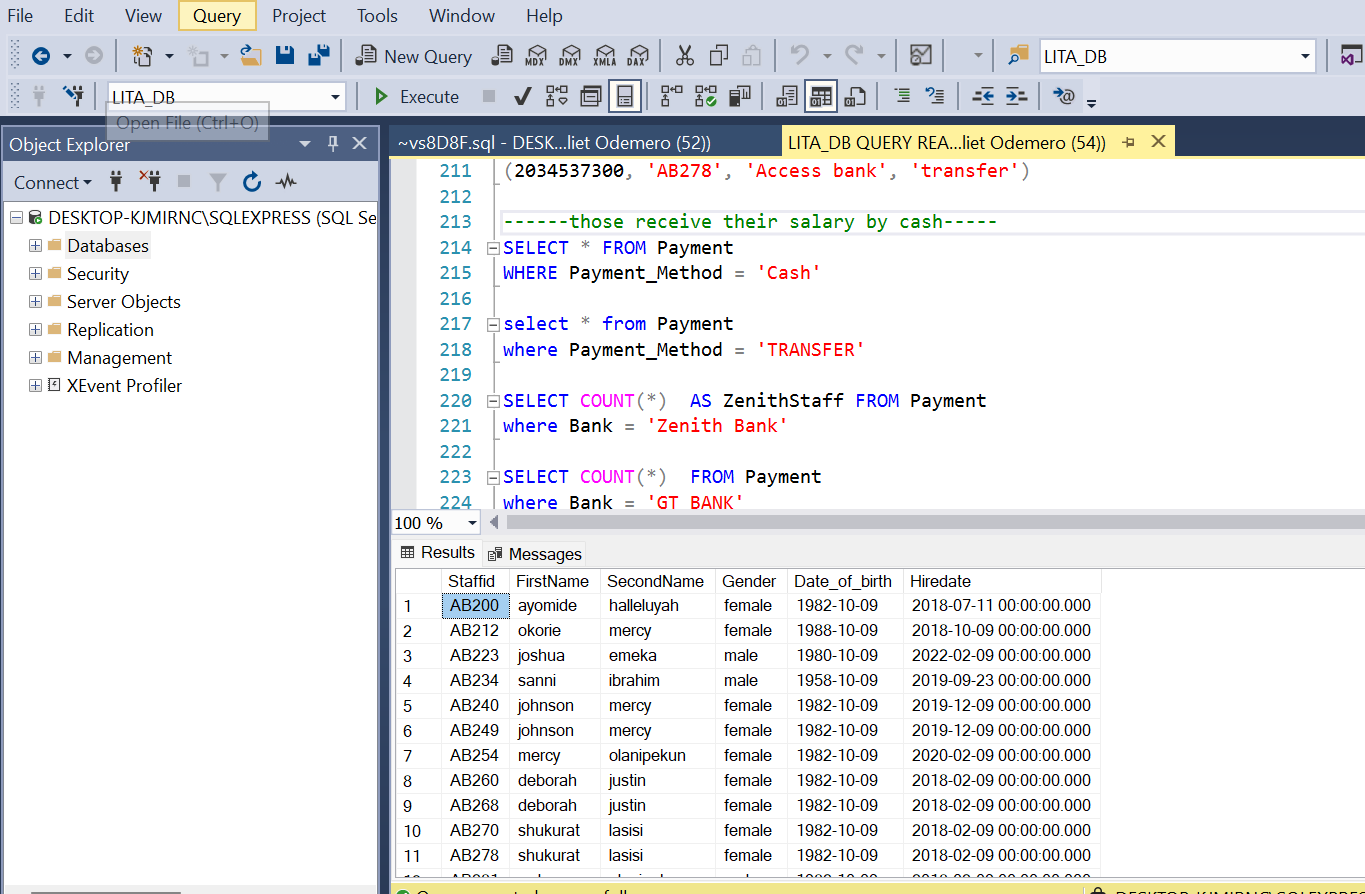 File Edit View Query Project Tools Window Help
New Query MDX DMX XMLA DAX LITA_DB
LITA_DB Execute
Open File (Ctrl+O)
Object Explorer
~vs8D8F.sql - DESK...liet Odemero (52)) LITA_DB QUERY REA...liet Odemero (54))
Connect
DESKTOP-KJMIRNC\SQLEXPRESS (SQL Se
Databases
Security
Server Objects
Replication
Management
XEvent Profiler
211 (2034537300, 'AB278', 'Access bank', 'transfer')
212
213 ------those receive their salary by cash-----
214 SELECT * FROM Payment
215 WHERE Payment_Method = 'Cash'
216
217 select * from Payment
218 where Payment_Method = 'TRANSFER'
219
220 SELECT COUNT(*) AS ZenithStaff FROM Payment
221 where Bank = 'Zenith Bank'
222
223 SELECT COUNT(*) FROM Payment
224 where Bank = 'GT BANK'
100 %
Results Messages
Staffid FirstName SecondName Gender Date_of_birth Hiredate
1 AB200 ayomide halleluyah female 1982-10-09 2018-07-11 00:00:00.000
2 AB212 okorie mercy female 1988-10-09 2018-10-09 00:00:00.000
3 AB223 joshua emeka male 1980-10-09 2022-02-09 00:00:00.000
4 AB234 sanni ibrahim male 1958-10-09 2019-09-23 00:00:00.000
5 AB240 johnson mercy female 1982-10-09 2019-12-09 00:00:00.000
6 AB249 johnson mercy female 1982-10-09 2019-12-09 00:00:00.000
7 AB254 mercy olanipekun female 1982-10-09 2020-02-09 00:00:00.000
8 AB260 deborah justin female 1982-10-09 2018-02-09 00:00:00.000
9 AB268 deborah justin female 1982-10-09 2018-02-09 00:00:00.000
10 AB270 shukurat lasisi female 1982-10-09 2018-02-09 00:00:00.000
11 AB278 shukurat lasisi female 1982-10-09 2018-02-09 00:00:00.000